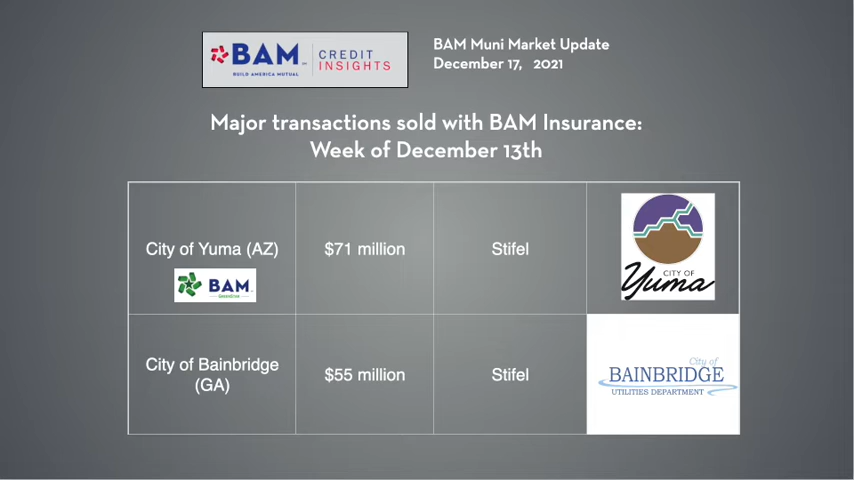 BAM
BUILD AMERICA MUTUAL
CREDIT
INSIGHTS
BAM Muni Market Update
December 17, 2021
Major transactions sold with BAM Insurance:
Week of December 13th
City of Yuma (AZ)
BAM
GreenStar
$71 million
Stifel
CITY OF
Yuma
City of Bainbridge
(GA)
$55 million
Stifel
City of
BAINBRIDGE
UTILITIES DEPARTMENT